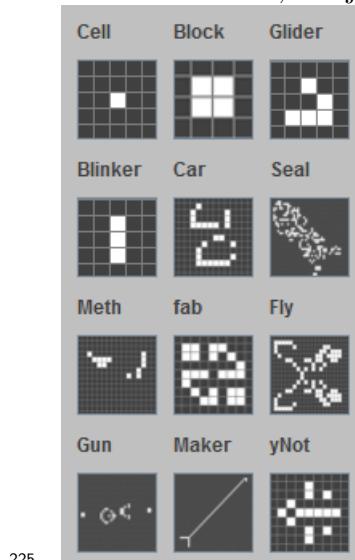 Cell Block Glider
Blinker Car Seal
Meth fab Fly
Gun Maker yNot
225